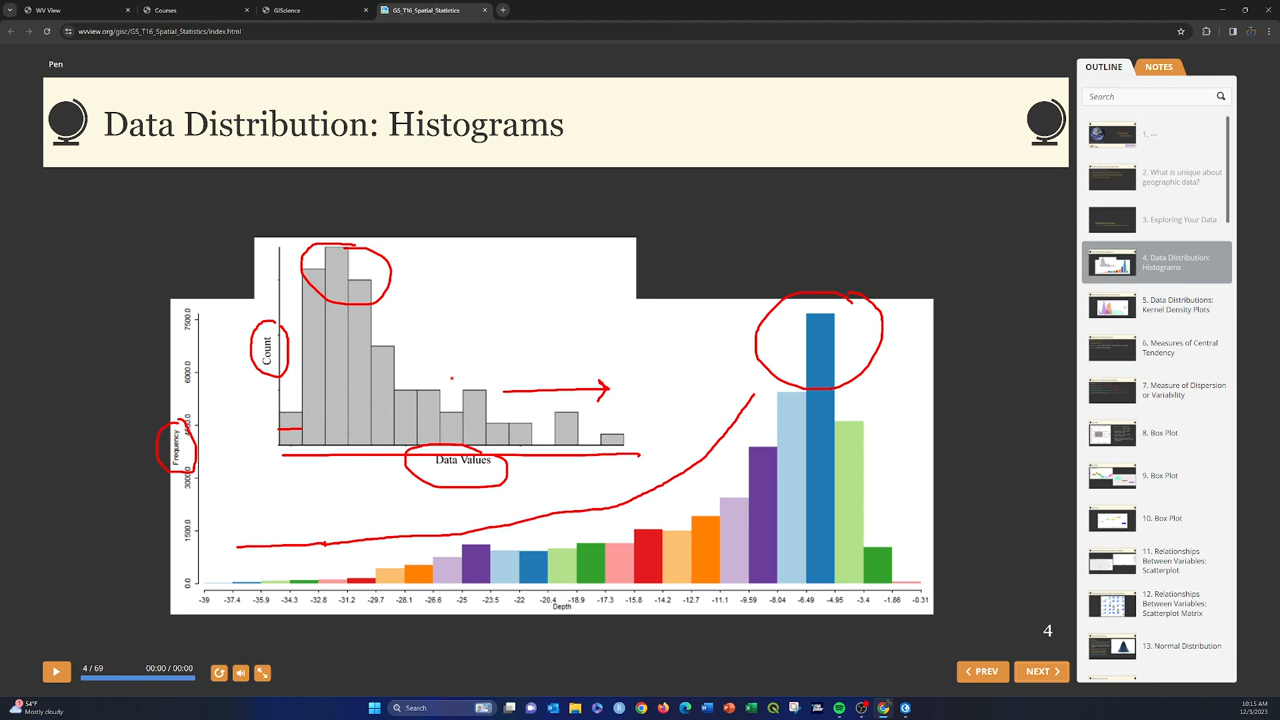 WV View
Courses
GIScience
GS_T16_Spatial_Statistics
wvview.org/gisc/GS_T16_Spatial_Statistics/index.html
Pen
Data Distribution: Histograms
Count
Data Values
Frequency
7500.0
6000.0
3000.0
1500.0
0.0
-39 -37.4 -35.9 -34.3 -32.8 -31.2 -29.7 -28.1 -26.6 -25 -23.5 -22 -20.4 -18.9 -17.3 -15.8 -14.2 -12.7 -11.1 -9.59 -8.04 -6.49 -4.95 -3.4 -1.86 -0.31
Depth
4
OUTLINE
NOTES
Search
1. ---
2. What is unique about
geographic data?
3. Exploring Your Data
4. Data Distribution:
Histograms
5. Data Distributions:
Kernel Density Plots
6. Measures of Central
Tendency
7. Measure of Dispersion
or Variability
8. Box Plot
9. Box Plot
10. Box Plot
11. Relationships
Between Variables:
Scatterplot
12. Relationships
Between Variables:
Scatterplot Matrix
13. Normal Distribution
4 / 69
00:00 / 00:00
PREV
NEXT
54°F
Mostly cloudy
Search
10:15 AM
12/3/2023